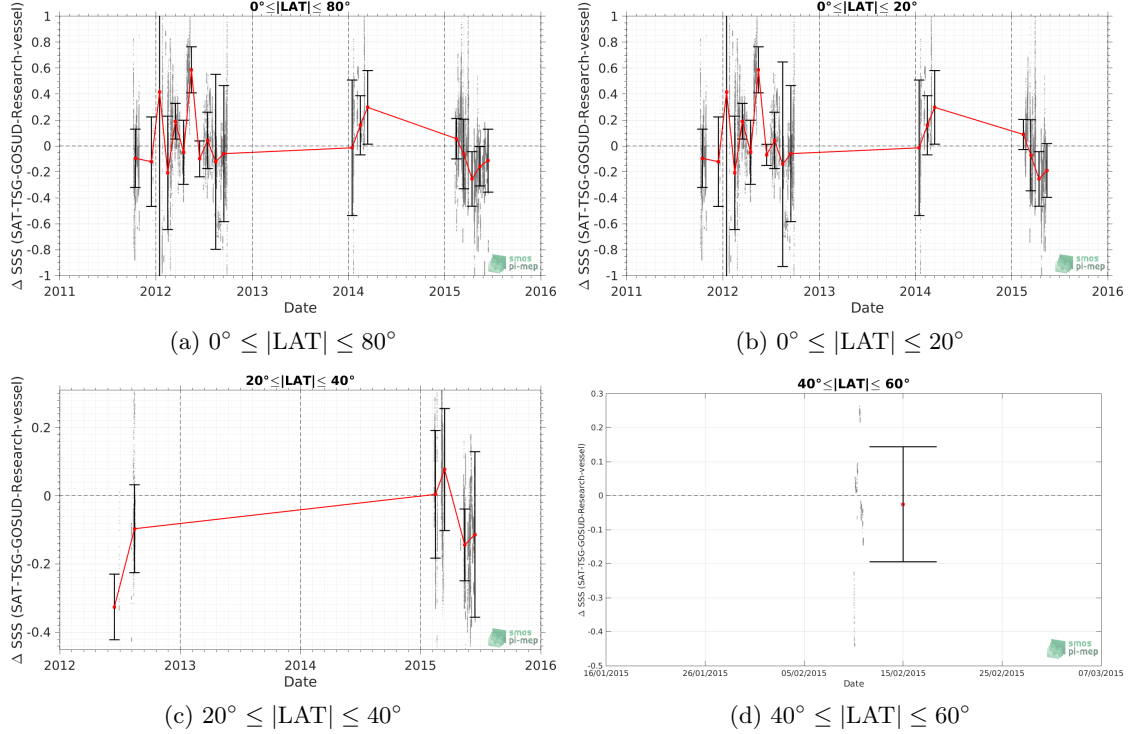 0°≤|LAT|≤ 80°
Δ SSS (SAT-TSG-GOSUD-Research-vessel)
1
0.8
0.6
0.4
0.2
0
-0.2
-0.4
-0.6
-0.8
-1
2011 2012 2013 2014 2015 2016
Date
smos
pi-mep
(a) 0° ≤ |LAT| ≤ 80°
0°≤|LAT|≤ 20°
Δ SSS (SAT-TSG-GOSUD-Research-vessel)
1
0.8
0.6
0.4
0.2
0
-0.2
-0.4
-0.6
-0.8
-1
2011 2012 2013 2014 2015 2016
Date
smos
pi-mep
(b) 0° ≤ |LAT| ≤ 20°
20°≤|LAT|≤ 40°
Δ SSS (SAT-TSG-GOSUD-Research-vessel)
0.2
0
-0.2
-0.4
2012 2013 2014 2015 2016
Date
smos
pi-mep
(c) 20° ≤ |LAT| ≤ 40°
40°≤|LAT|≤ 60°
Δ SSS (SAT-TSG-GOSUD-Research-vessel)
0.3
0.2
0.1
0
-0.1
-0.2
-0.3
-0.4
-0.5
16/01/2015 26/01/2015 05/02/2015 15/02/2015 25/02/2015 07/03/2015
Date
smos
pi-mep
(d) 40° ≤ |LAT| ≤ 60°